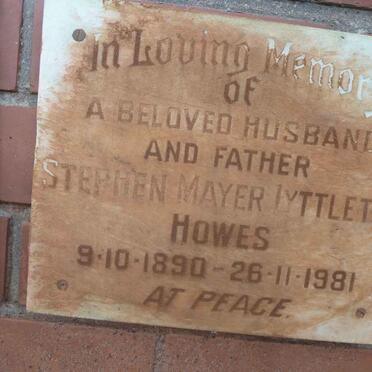 In Loving Memory
OF
A BELOVED HUSBAND
AND FATHER
STEPHEN MAYER LYTTLET
HOWES
9·10·1890 - 26·11·1981
AT PEACE.